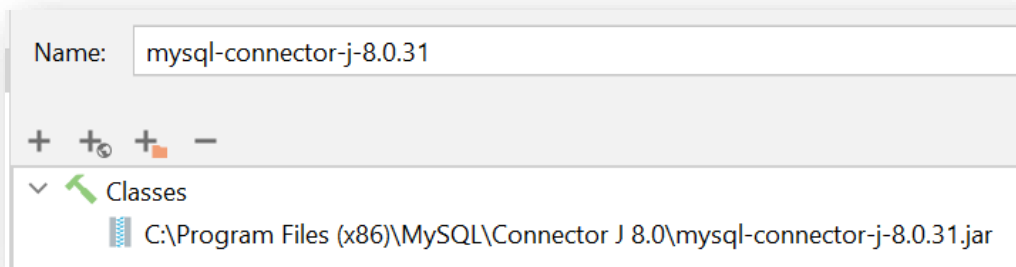 Name: mysql-connector-j-8.0.31
Classes
C:\Program Files (x86)\MySQL\Connector J 8.0\mysql-connector-j-8.0.31.jar